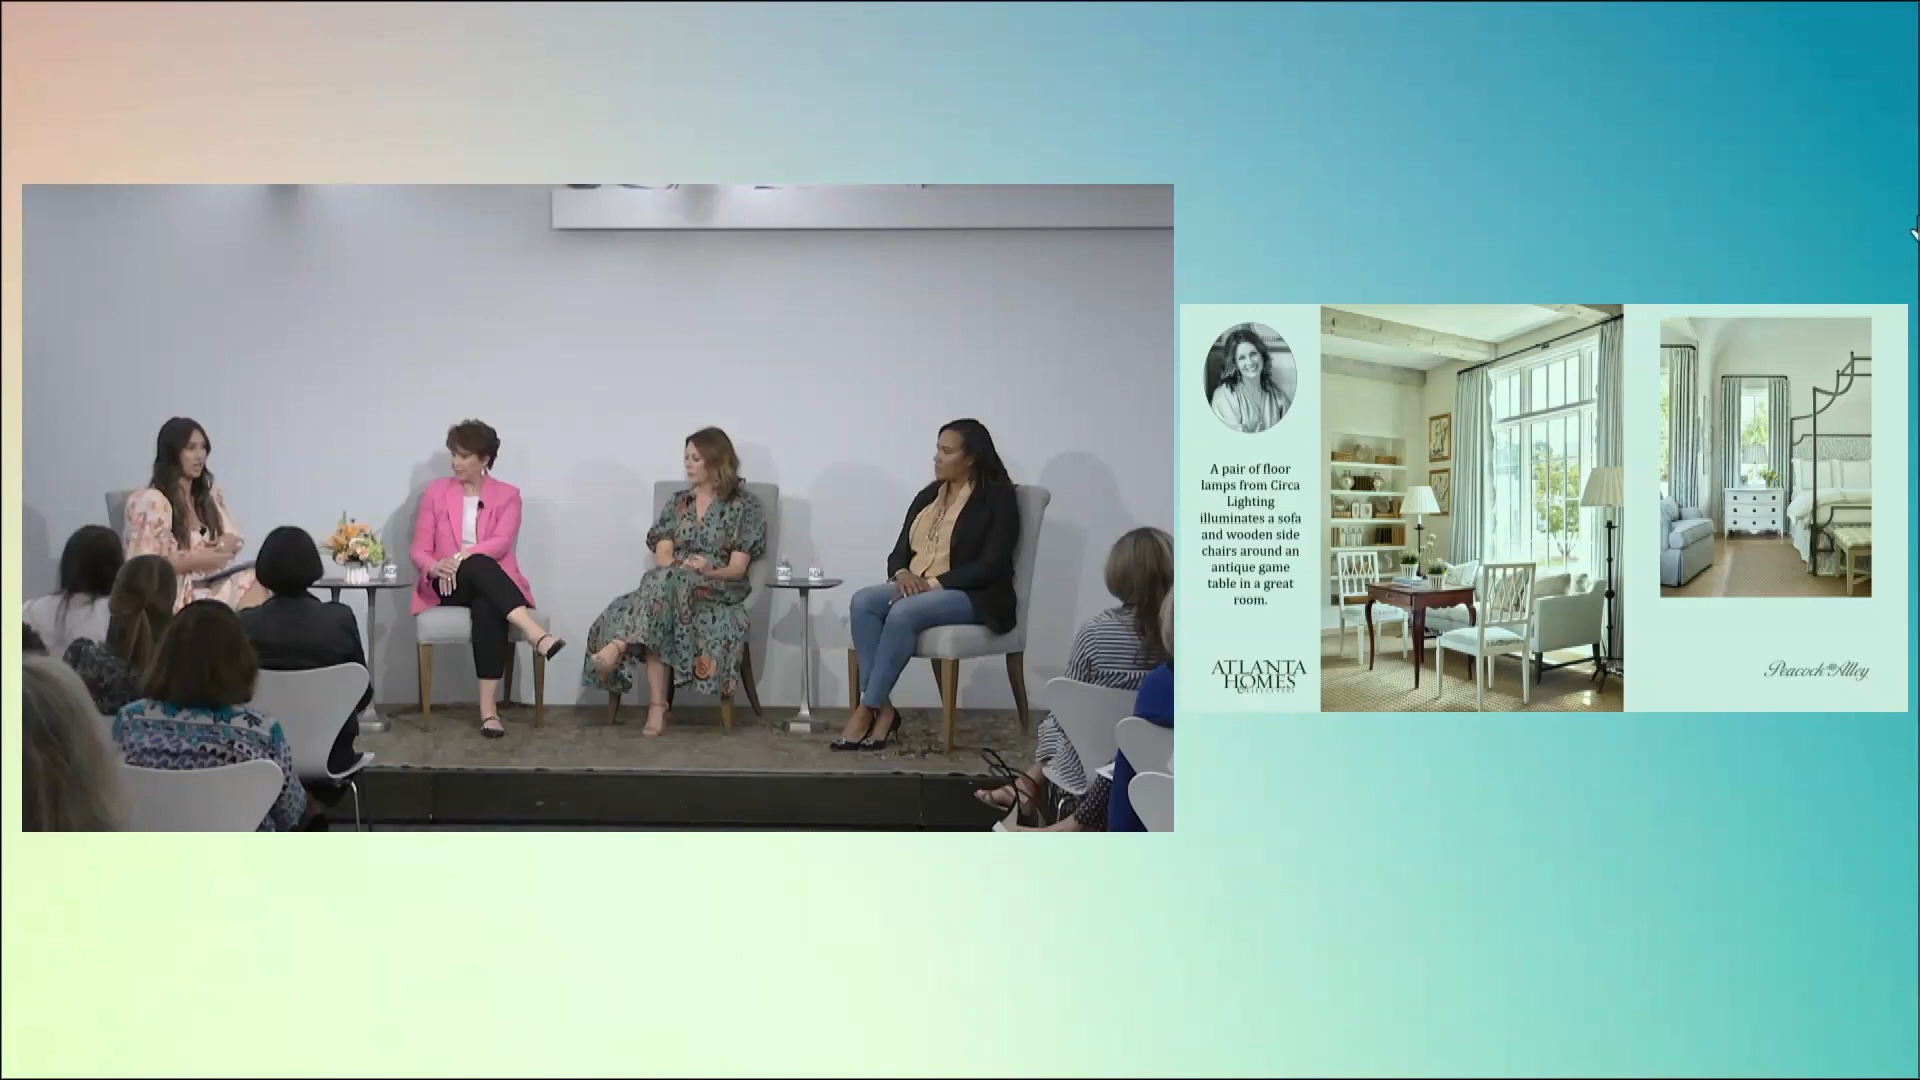 A pair of floor
lamps from Circa
Lighting
illuminates a sofa
and wooden side
chairs around an
antique game
table in a great
room.
ATLANTA
HOMES
& LIFESTYLES
Peacock Alley